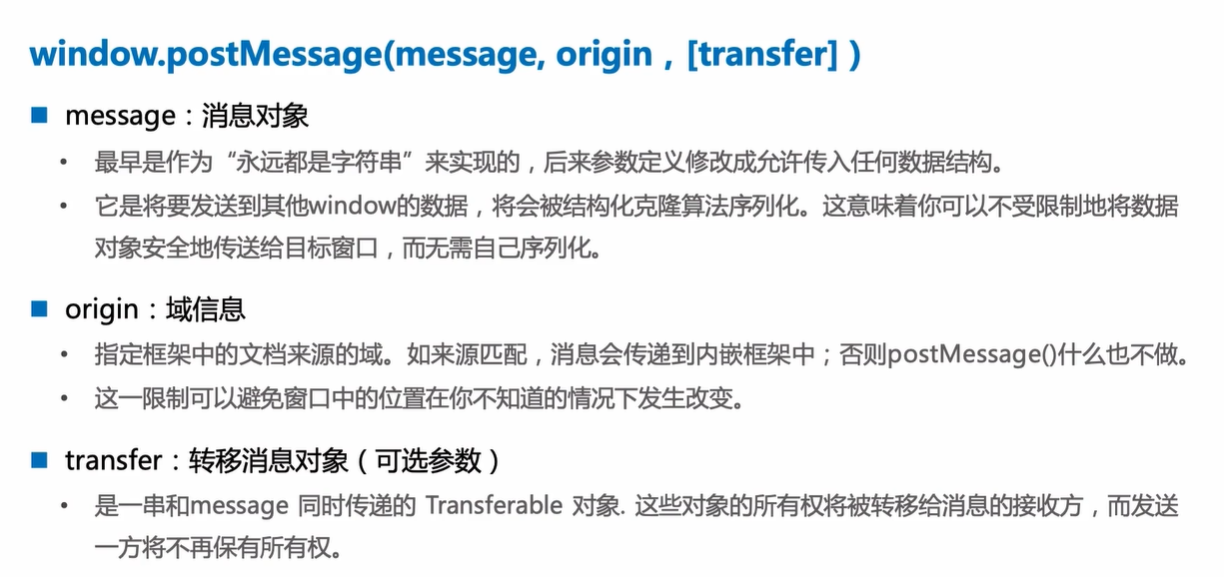 window.postMessage(message, origin，[transfer] )
■ message：消息对象
• 最早是作为“永远都是字符串”来实现的，后来参数定义修改成允许传入任何数据结构。
• 它是将要发送到其他window的数据，将会被结构化克隆算法序列化。这意味着你可以不受限制地将数据
对象安全地传送给目标窗口，而无需自己序列化。
■ origin：域信息
• 指定框架中的文档来源的域。如来源匹配，消息会传递到内嵌框架中；否则postMessage()什么也不做。
• 这一限制可以避免窗口中的位置在你不知道的情况下发生改变。
■ transfer：转移消息对象（可选参数）
• 是一串和message 同时传递的 Transferable 对象. 这些对象的所有权将被转移给消息的接收方，而发送
一方将不再保有所有权。